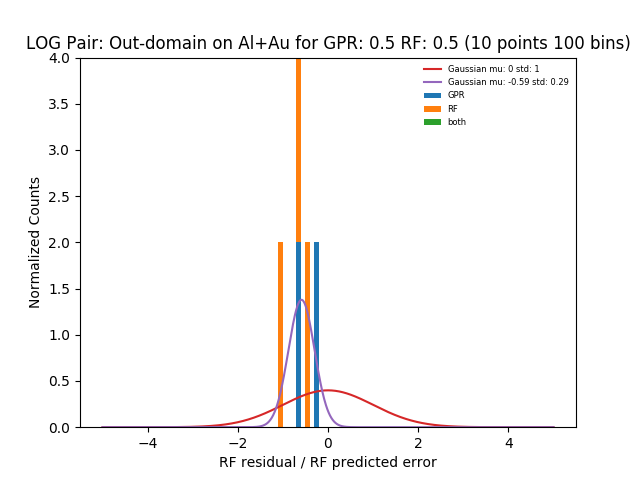 LOG Pair: Out-domain on Al+Au for GPR: 0.5 RF: 0.5 (10 points 100 bins)
Gaussian mu: 0 std: 1
Gaussian mu: -0.59 std: 0.29
GPR
RF
both
Normalized Counts
4.0
3.5
3.0
2.5
2.0
1.5
1.0
0.5
0.0
−4
−2
0
2
4
RF residual / RF predicted error